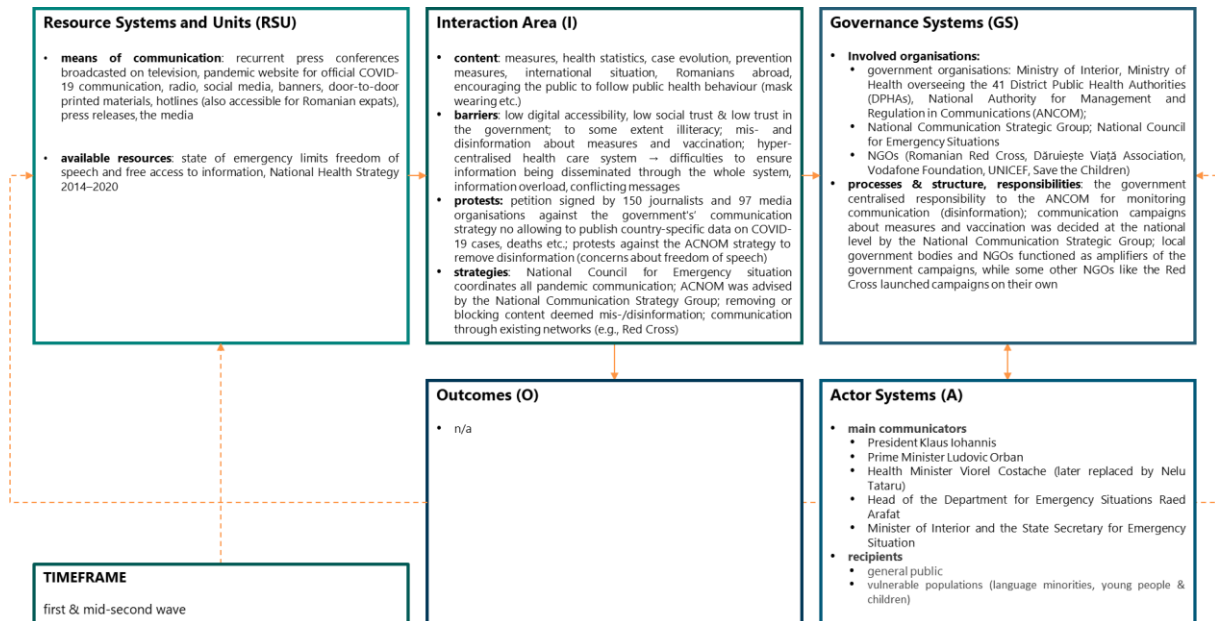 Resource Systems and Units (RSU)
• means of communication: recurrent press conferences
broadcasted on television, pandemic website for official COVID-
19 communication, radio, social media, banners, door-to-door
printed materials, hotlines (also accessible for Romanian expats),
press releases, the media
• available resources: state of emergency limits freedom of
speech and free access to information, National Health Strategy
2014–2020
Interaction Area (I)
• content: measures, health statistics, case evolution, prevention
measures, international situation, Romanians abroad,
encouraging the public to follow public health behaviour (mask
wearing etc.)
• barriers: low digital accessibility, low social trust & low trust in
the government; to some extent illiteracy; mis- and
disinformation about measures and vaccination; hyper-
centralised health care system → difficulties to ensure
information being disseminated through the whole system,
information overload, conflicting messages
• protests: petition signed by 150 journalists and 97 media
organisations against the government's' communication
strategy no allowing to publish country-specific data on COVID-
19 cases, deaths etc.; protests against the ACNOM strategy to
remove disinformation (concerns about freedom of speech)
• strategies: National Council for Emergency situation
coordinates all pandemic communication; ACNOM was advised
by the National Communication Strategy Group; removing or
blocking content deemed mis-/disinformation; communication
through existing networks (e.g., Red Cross)
Governance Systems (GS)
• Involved organisations:
• government organisations: Ministry of Interior, Ministry of
Health overseeing the 41 District Public Health Authorities
(DPHAs), National Authority for Management and
Regulation in Communications (ANCOM);
• National Communication Strategic Group; National Council
for Emergency Situations
• NGOs (Romanian Red Cross, Dăruiește Viață Association,
Vodafone Foundation, UNICEF, Save the Children)
• processes & structure, responsibilities: the government
centralised responsibility to the ANCOM for monitoring
communication (disinformation); communication campaigns
about measures and vaccination was decided at the national
level by the National Communication Strategic Group; local
government bodies and NGOs functioned as amplifiers of the
government campaigns, while some other NGOs like the Red
Cross launched campaigns on their own
Outcomes (O)
• n/a
Actor Systems (A)
• main communicators
• President Klaus Iohannis
• Prime Minister Ludovic Orban
• Health Minister Viorel Costache (later replaced by Nelu
Tataru)
• Head of the Department for Emergency Situations Raed
Arafat
• Minister of Interior and the State Secretary for Emergency
Situation
• recipients
• general public
• vulnerable populations (language minorities, young people &
children)
TIMEFRAME
first & mid-second wave